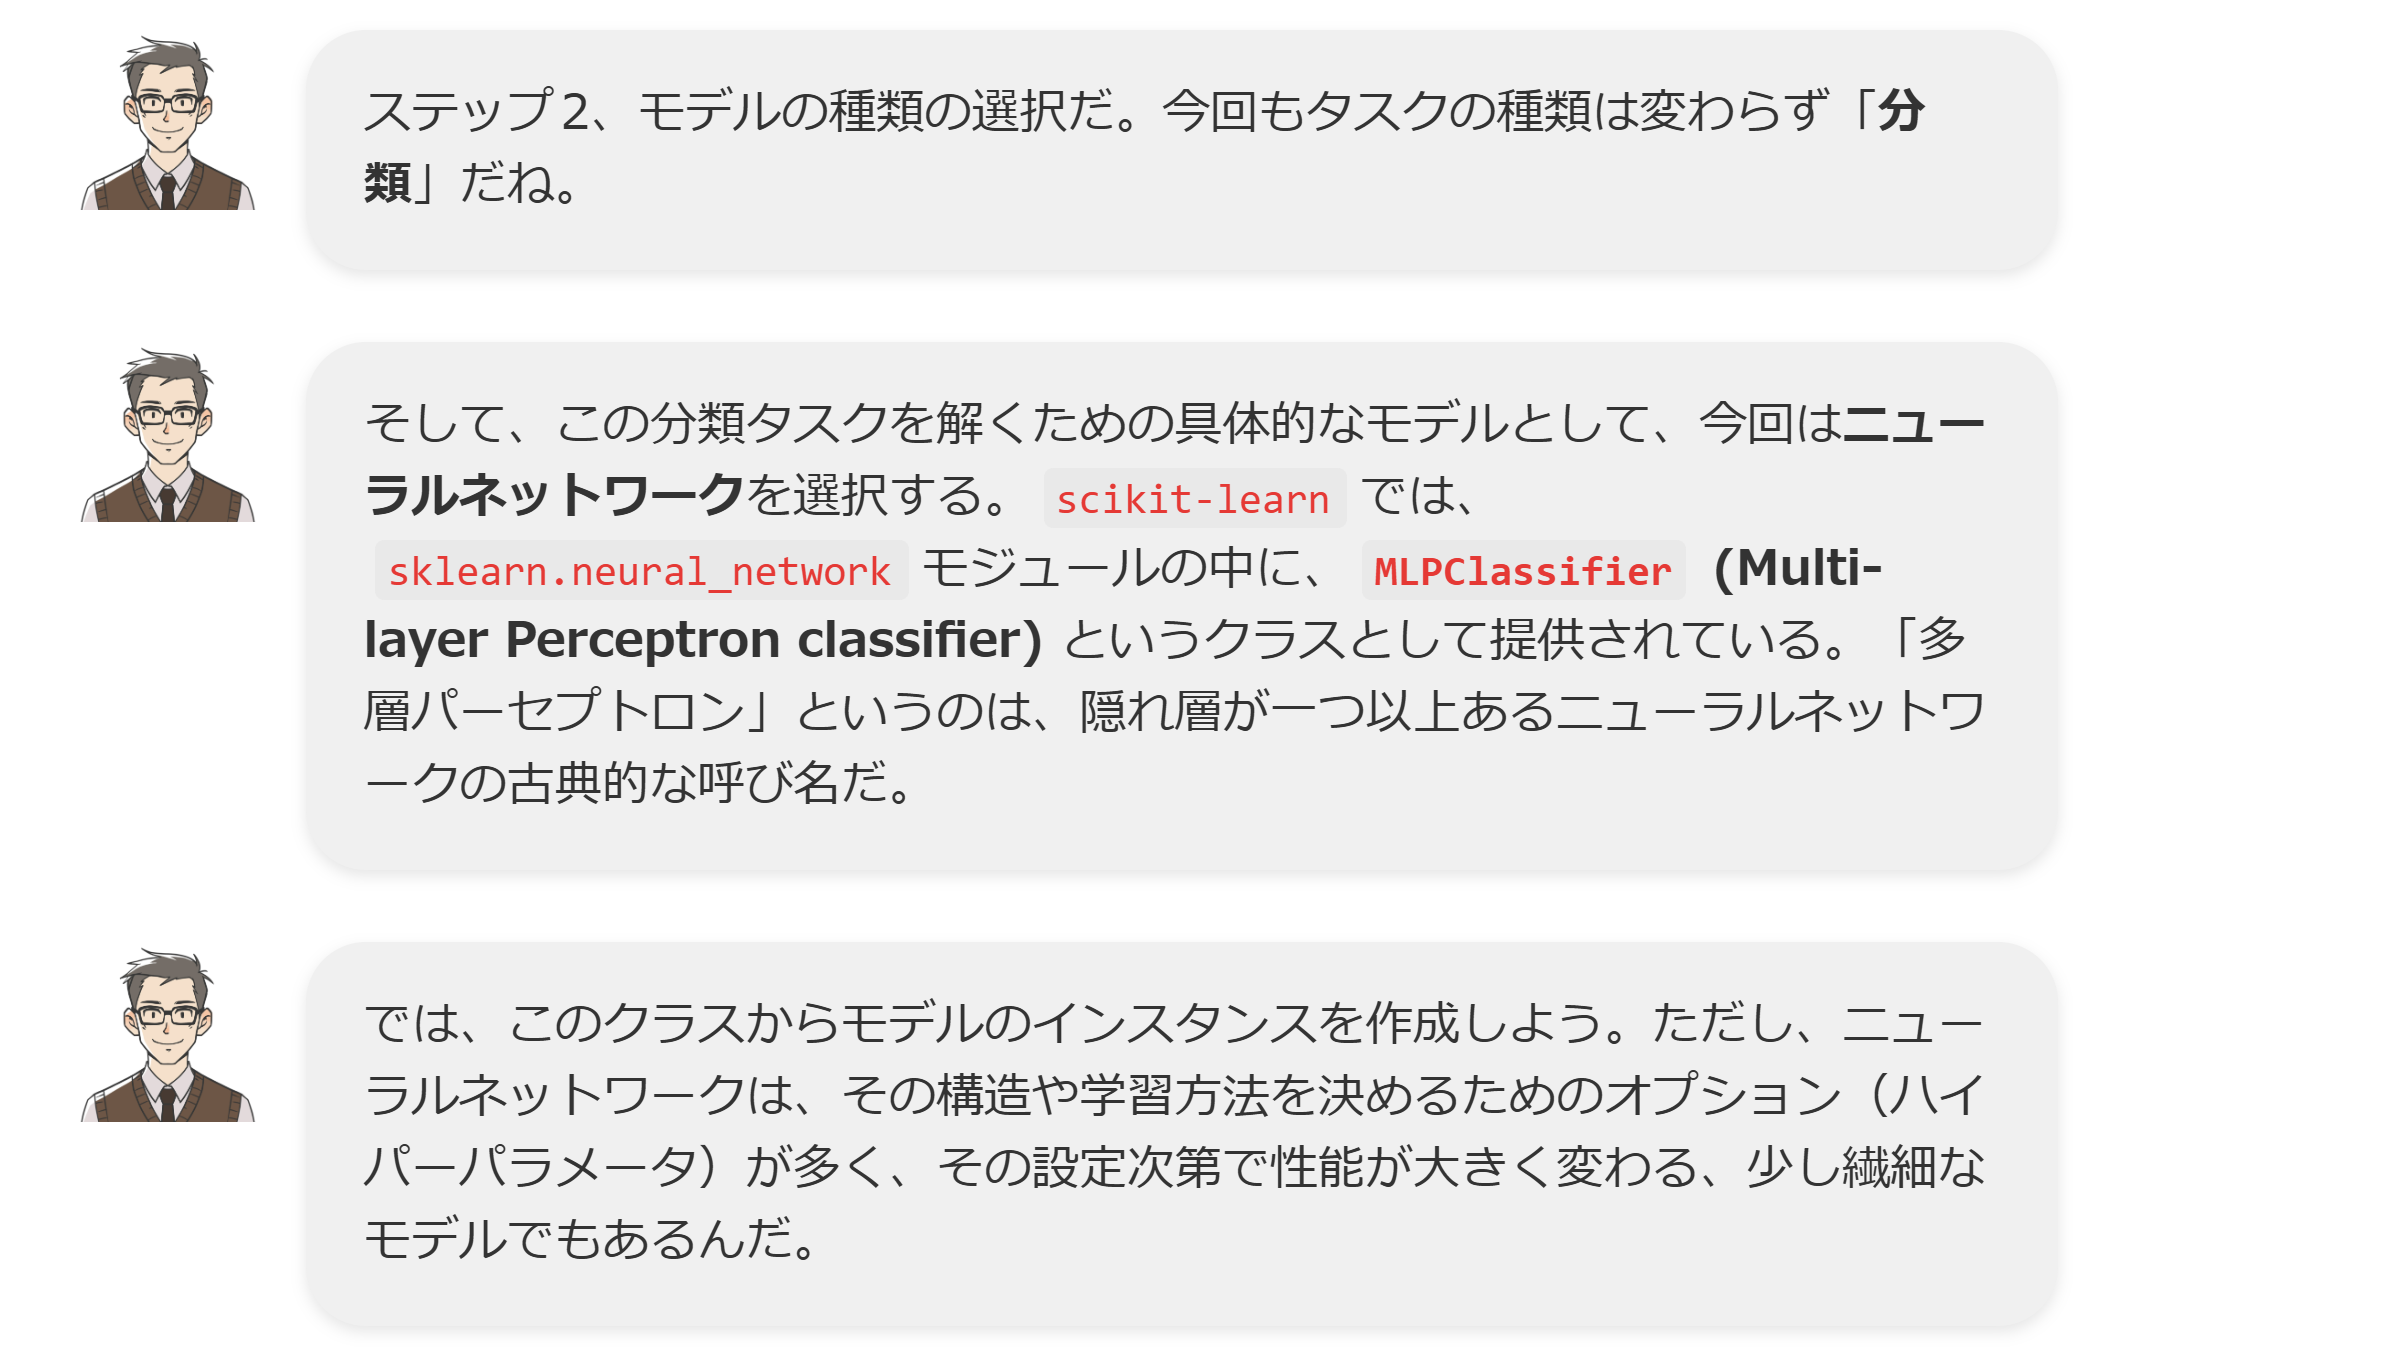 ステップ2、モデルの種類の選択だ。今回もタスクの種類は変わらず「分
類」だね。
そして、この分類タスクを解くための具体的なモデルとして、今回はニュー
ラルネットワークを選択する。 scikit-learn では、
sklearn.neural_network モジュールの中に、 MLPClassifier (Multi-
layer Perceptron classifier) というクラスとして提供されている。「多
層パーセプトロン」というのは、隠れ層が一つ以上あるニューラルネットワ
ークの古典的な呼び名だ。
では、このクラスからモデルのインスタンスを作成しよう。ただし、ニュー
ラルネットワークは、その構造や学習方法を決めるためのオプション（ハイ
パーパラメータ）が多く、その設定次第で性能が大きく変わる、少し繊細な
モデルでもあるんだ。